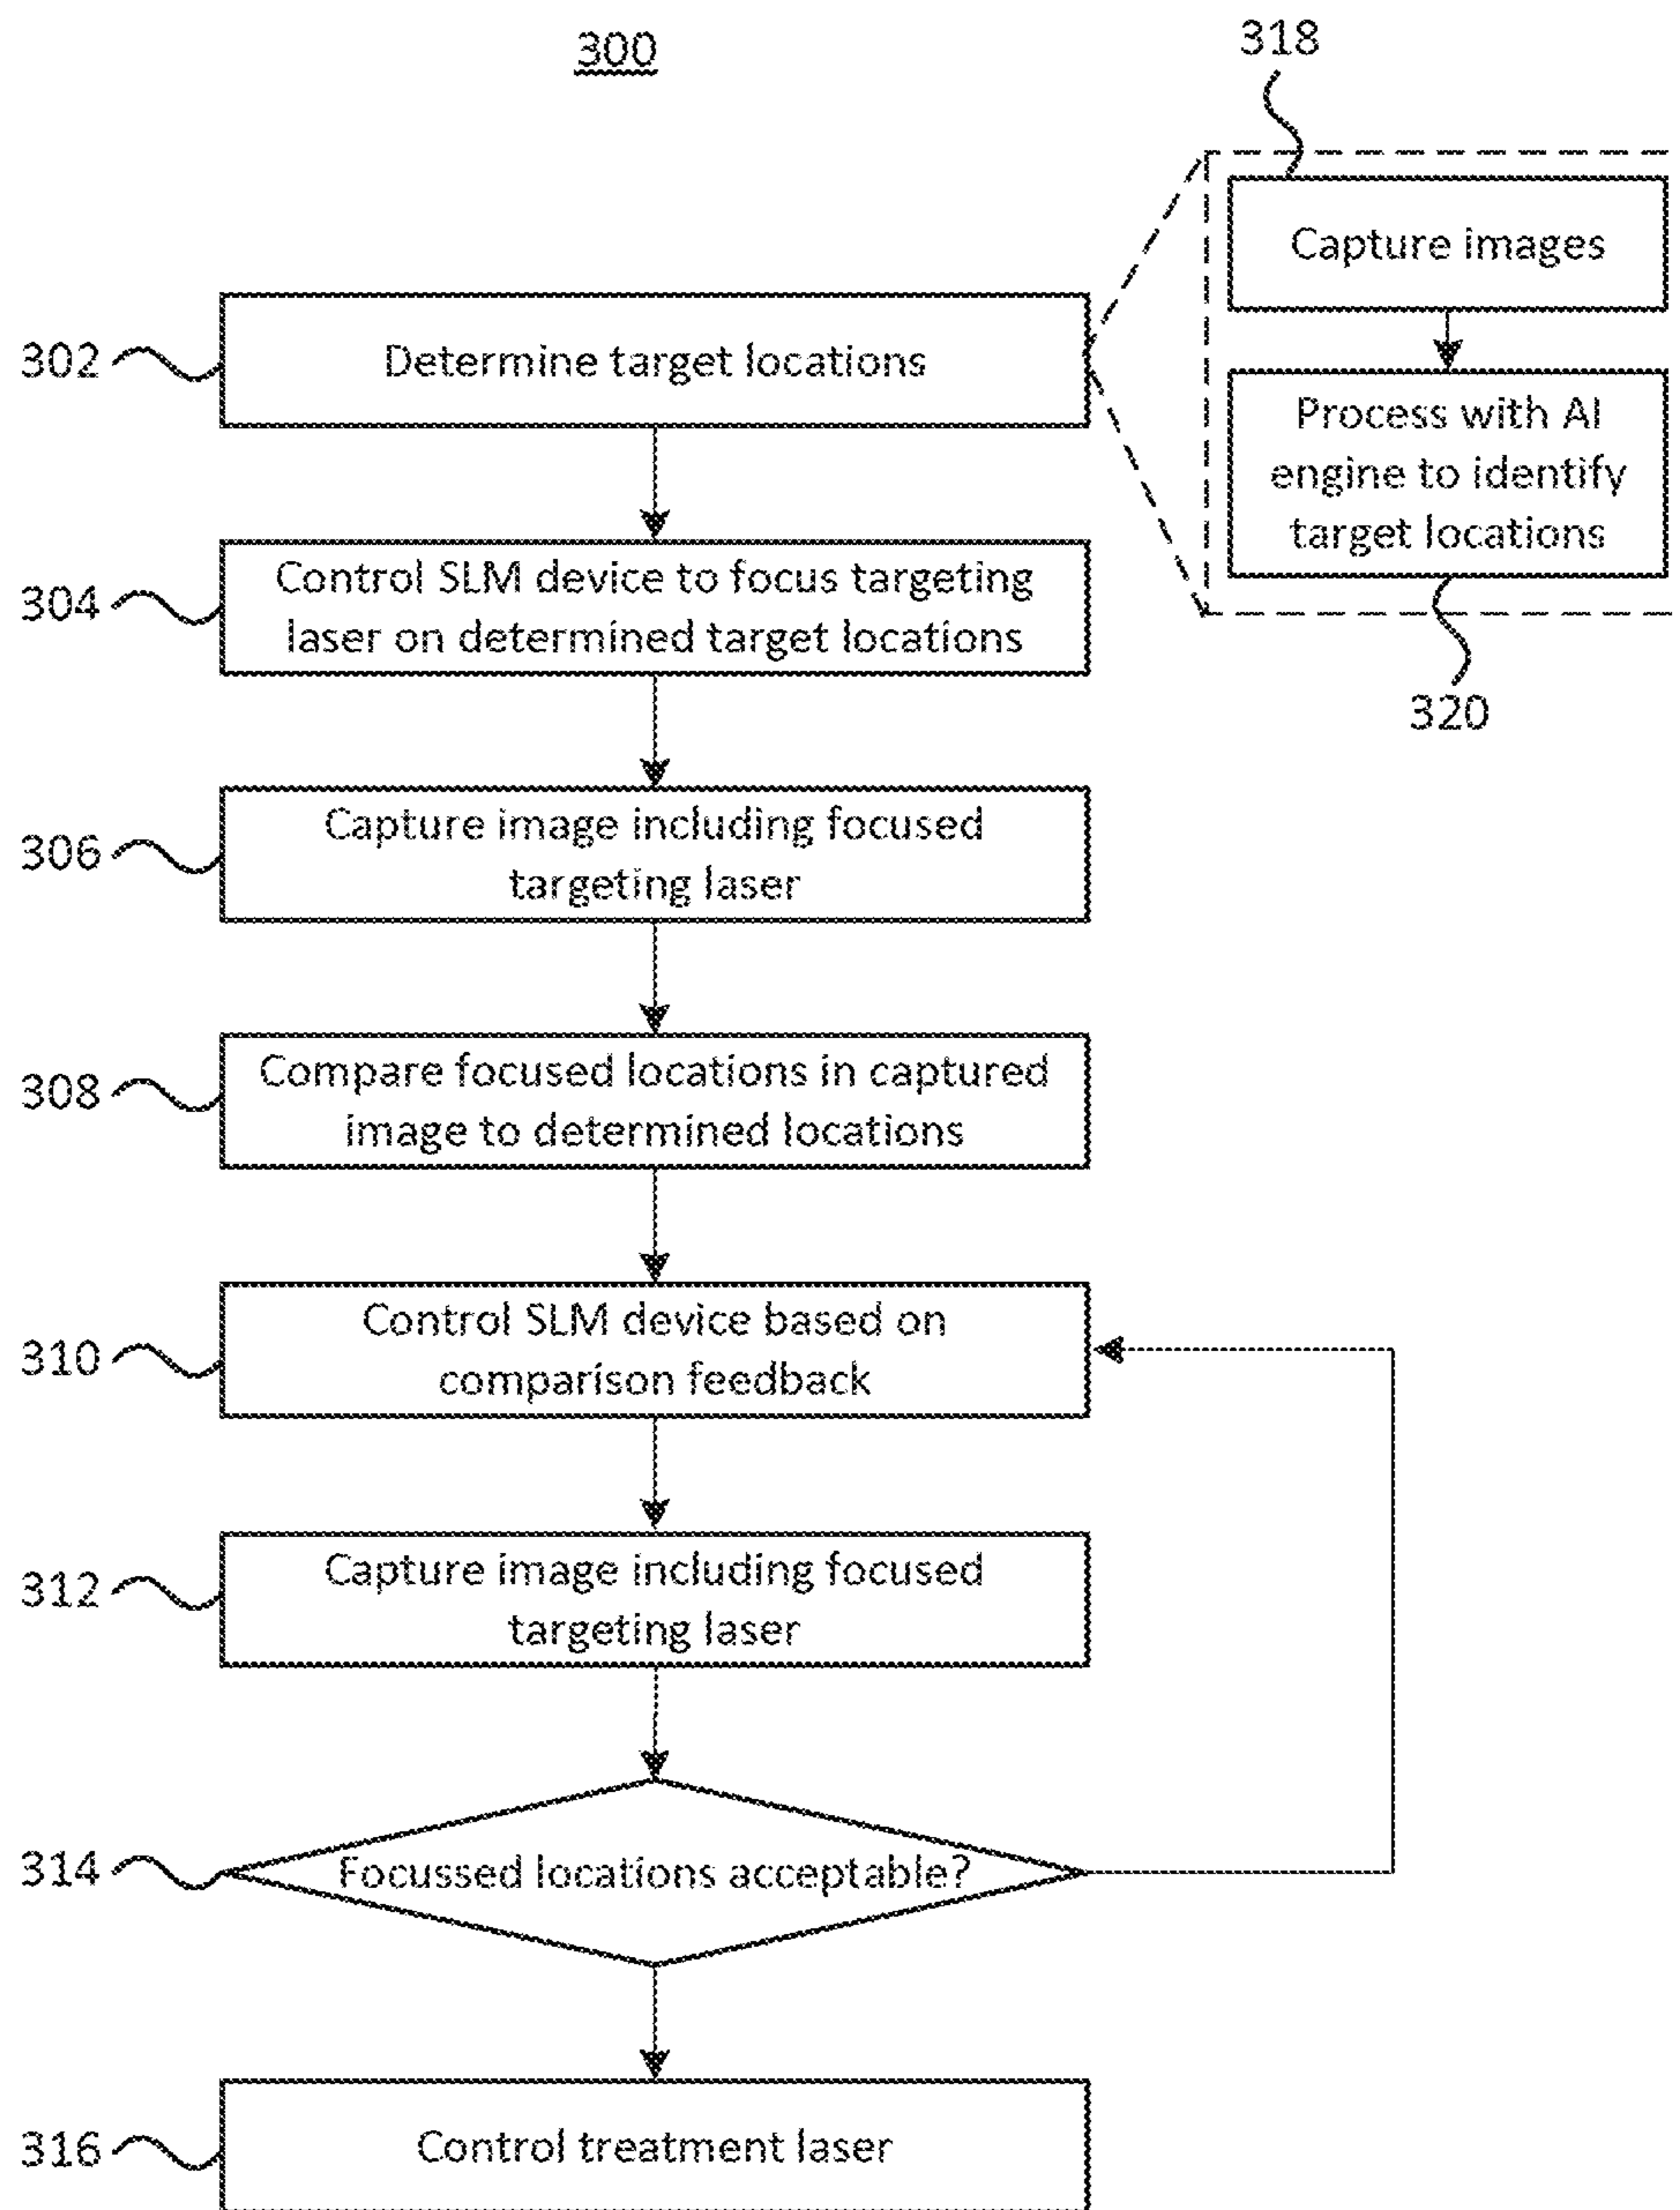 300
318
Capture images
302
Determine target locations
Process with AI
engine to identify
target locations
320
304
Control SLM device to focus targeting
laser on determined target locations
306
Capture image including focused
targeting laser
308
Compare focused locations in captured
image to determined locations
310
Control SLM device based on
comparison feedback
312
Capture image including focused
targeting laser
314
Focussed locations acceptable?
316
Control treatment laser